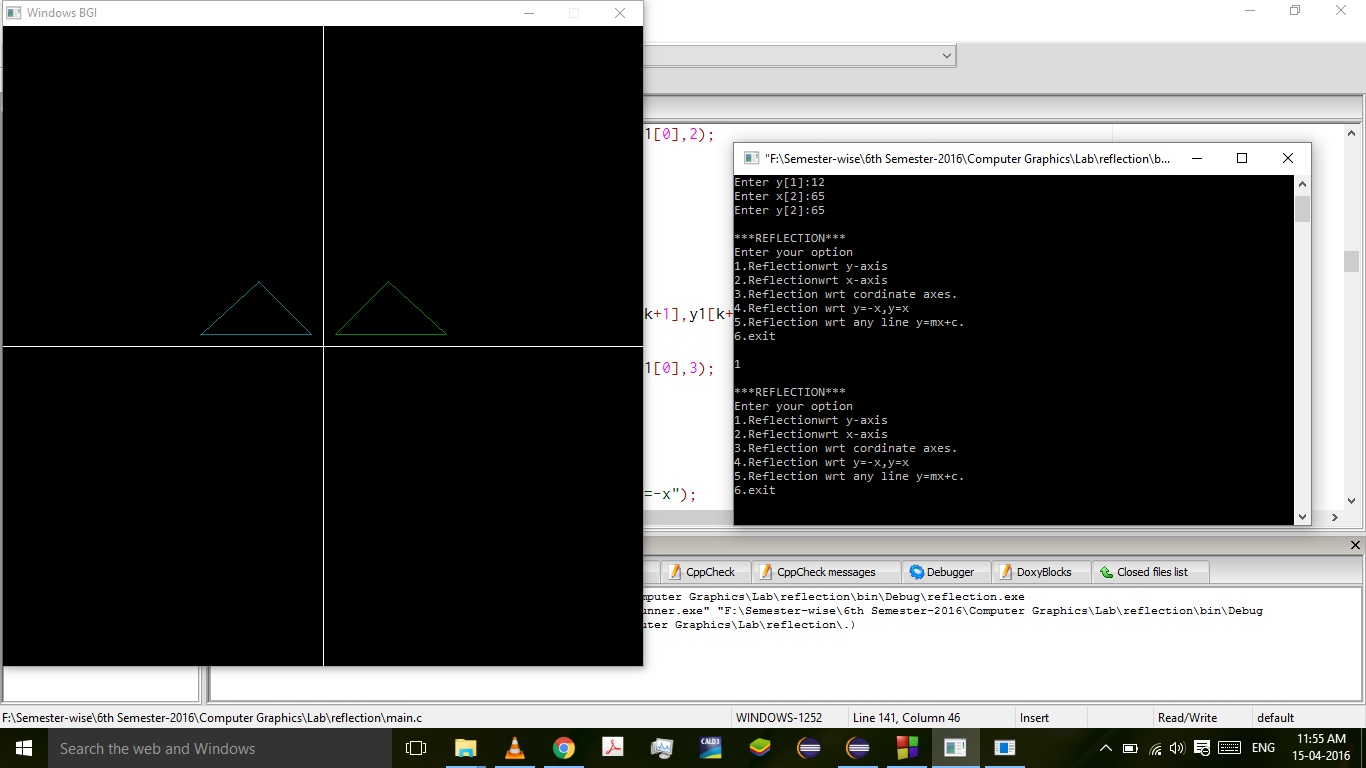 Windows BGI
1[0],2);
k+1],y1[k+
1[0],3);
=-x");
"F:\Semester-wise\6th Semester-2016\Computer Graphics\Lab\reflection\b...
Enter y[1]:12
Enter x[2]:65
Enter y[2]:65
***REFLECTION***
Enter your option
1.Reflectionwrt y-axis
2.Reflectionwrt x-axis
3.Reflection wrt cordinate axes.
4.Reflection wrt y=-x,y=x
5.Reflection wrt any line y=mx+c.
6.exit
1
***REFLECTION***
Enter your option
1.Reflectionwrt y-axis
2.Reflectionwrt x-axis
3.Reflection wrt cordinate axes.
4.Reflection wrt y=-x,y=x
5.Reflection wrt any line y=mx+c.
6.exit
CppCheck CppCheck messages Debugger DoxyBlocks Closed files list
mputer Graphics\Lab\reflection\bin\Debug\reflection.exe
unner.exe" "F:\Semester-wise\6th Semester-2016\Computer Graphics\Lab\reflection\bin\Debug
uter Graphics\Lab\reflection\.)
F:\Semester-wise\6th Semester-2016\Computer Graphics\Lab\reflection\main.c WINDOWS-1252 Line 141, Column 46 Insert Read/Write default
Search the web and Windows CALD3 ENG 11:55 AM
15-04-2016